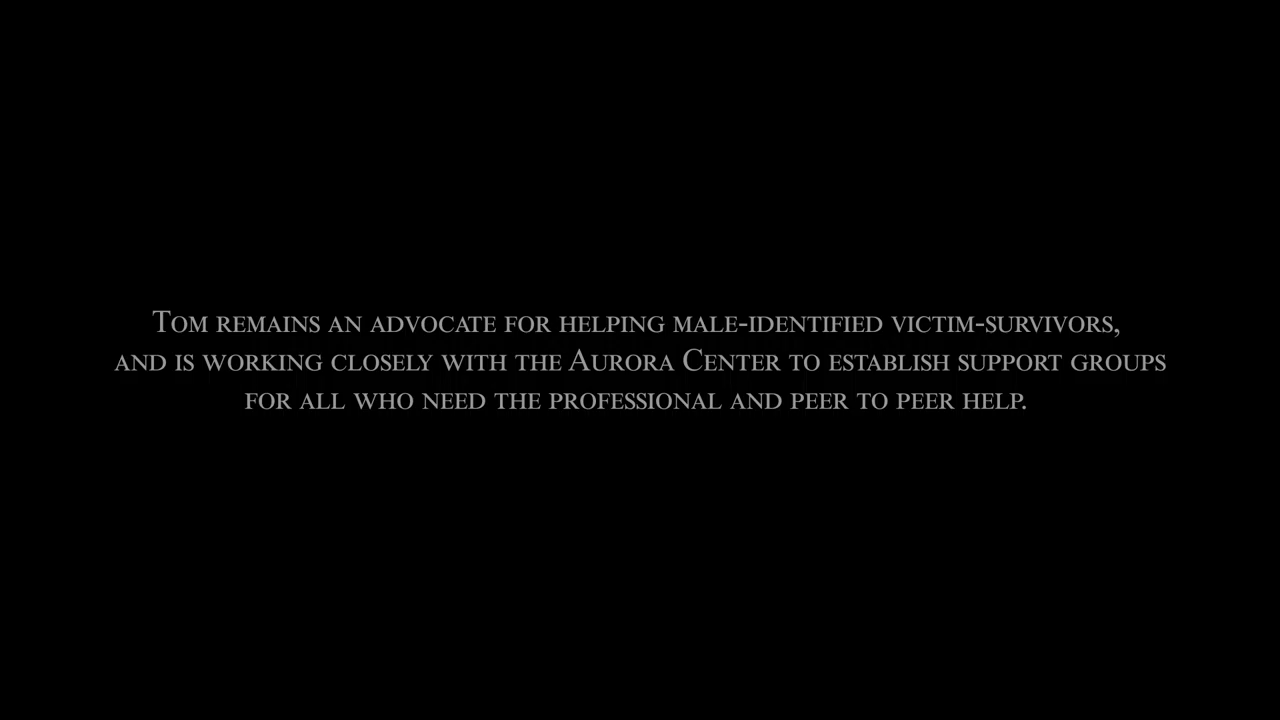 Tom remains an advocate for helping male-identified victim-survivors,
and is working closely with the Aurora Center to establish support groups
for all who need the professional and peer to peer help.